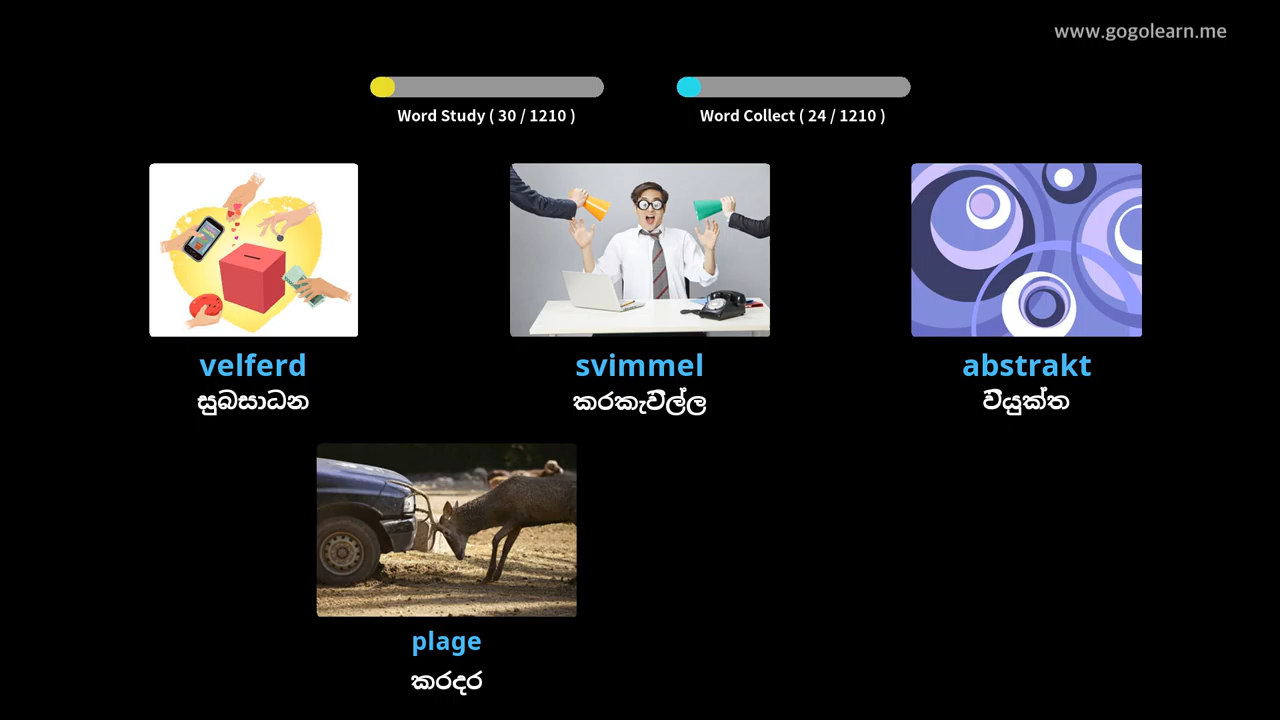 www.gogolearn.me
Word Study ( 30 / 1210 )
Word Collect ( 24 / 1210 )
velferd
සුබසාධන
svimmel
කරකැවිල්ල
abstrakt
වියුක්ත
plage
කරදර